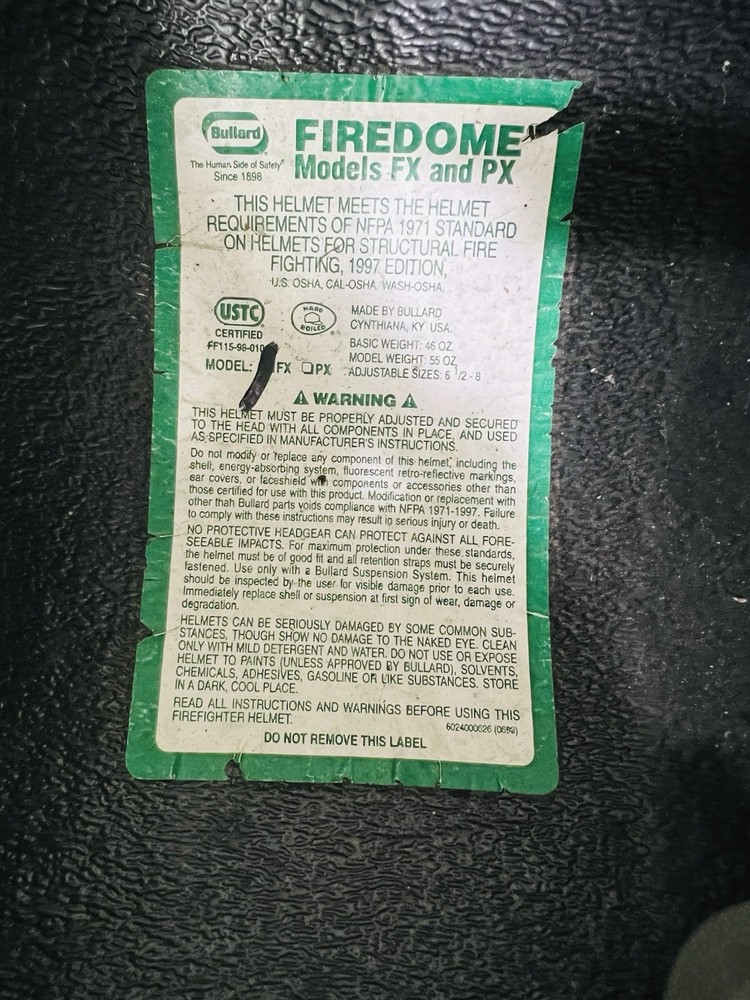 Bullard
The Human Side of Safety®
Since 1898
FIREDOME
Models FX and PX
THIS HELMET MEETS THE HELMET
REQUIREMENTS OF NFPA 1971 STANDARD
ON HELMETS FOR STRUCTURAL FIRE
FIGHTING, 1997 EDITION,
U.S. OSHA, CAL-OSHA, WASH-OSHA.
USTC
CERTIFIED
FF115-98-010
HARD
BOILED
MADE BY BULLARD
CYNTHIANA, KY USA.
BASIC WEIGHT: 46 OZ.
MODEL WEIGHT: 55 OZ.
ADJUSTABLE SIZES: 6 1/2 - 8
MODEL: FX ☐PX
⚠ WARNING ⚠
THIS HELMET MUST BE PROPERLY ADJUSTED AND SECURED
TO THE HEAD WITH ALL COMPONENTS IN PLACE, AND USED
AS SPECIFIED IN MANUFACTURER'S INSTRUCTIONS.
Do not modify or replace any component of this helmet, including the
shell, energy-absorbing system, fluorescent retro-reflective markings,
ear covers, or faceshield with components or accessories other than
those certified for use with this product. Modification or replacement with
other than Bullard parts voids compliance with NFPA 1971-1997. Failure
to comply with these instructions may result in serious injury or death.
NO PROTECTIVE HEADGEAR CAN PROTECT AGAINST ALL FORE-
SEEABLE IMPACTS. For maximum protection under these standards,
the helmet must be of good fit and all retention straps must be securely
fastened. Use only with a Bullard Suspension System. This helmet
should be inspected by the user for visible damage prior to each use.
Immediately replace shell or suspension at first sign of wear, damage or
degradation.
HELMETS CAN BE SERIOUSLY DAMAGED BY SOME COMMON SUB-
STANCES, THOUGH SHOW NO DAMAGE TO THE NAKED EYE. CLEAN
ONLY WITH MILD DETERGENT AND WATER. DO NOT USE OR EXPOSE
HELMET TO PAINTS (UNLESS APPROVED BY BULLARD), SOLVENTS,
CHEMICALS, ADHESIVES, GASOLINE OR LIKE SUBSTANCES. STORE
IN A DARK, COOL PLACE.
READ ALL INSTRUCTIONS AND WARNINGS BEFORE USING THIS
FIREFIGHTER HELMET.
6024000626 (0699)
DO NOT REMOVE THIS LABEL